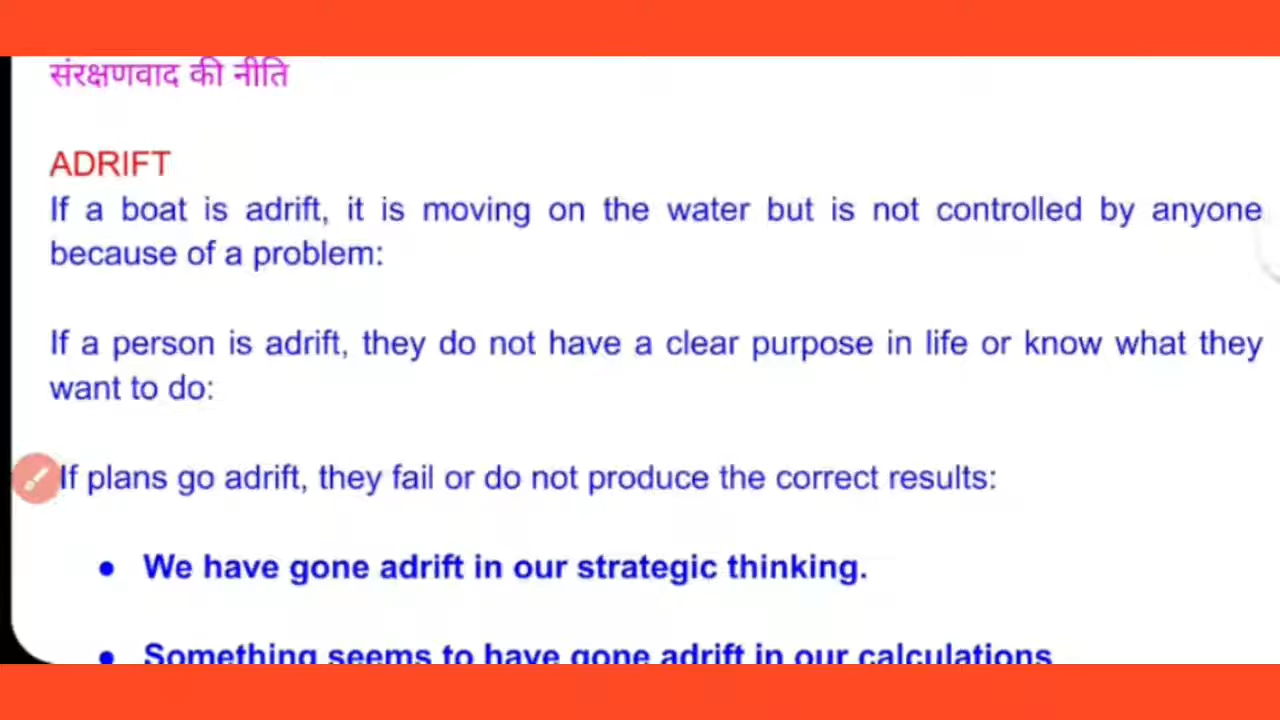 संरक्षणवाद की नीति
ADRIFT
If a boat is adrift, it is moving on the water but is not controlled by anyone
because of a problem:
If a person is adrift, they do not have a clear purpose in life or know what they
want to do:
If plans go adrift, they fail or do not produce the correct results:
● We have gone adrift in our strategic thinking.
● Something seems to have gone adrift in our calculations